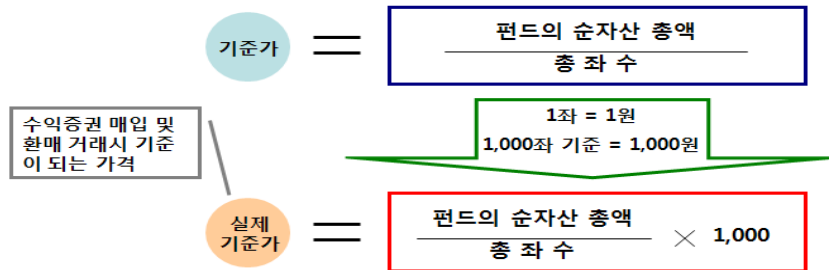 기준가
펀드의 순자산 총액
총 좌 수
수익증권 매입 및
환매 거래시 기준
이 되는 가격
1좌 = 1원
1,000좌 기준 = 1,000원
실제
기준가
펀드의 순자산 총액
총 좌 수
× 1,000